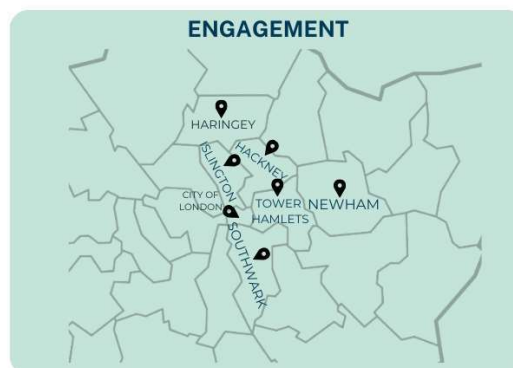 ENGAGEMENT
HARINGEY
ISLINGTON
HACKNEY
CITY OF
LONDON
TOWER
HAMLETS
NEWHAM
SOUTHWARK